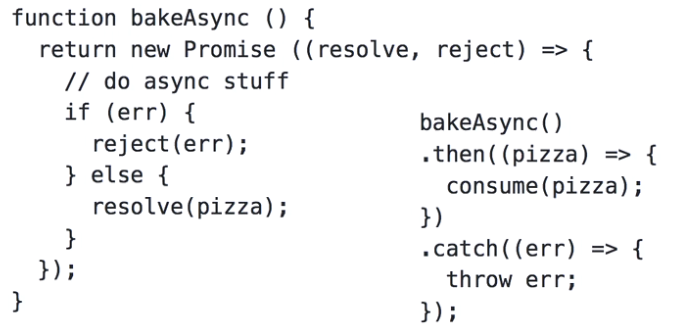 function bakeAsync () {
  return new Promise ((resolve, reject) => {
    // do async stuff
    if (err) {
      reject(err);
    } else {
      resolve(pizza);
    }
  });
}
bakeAsync()
.then((pizza) => {
  consume(pizza);
})
.catch((err) => {
  throw err;
});